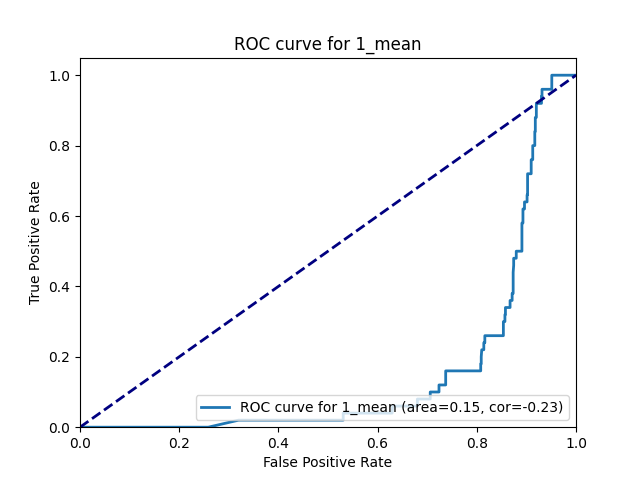 ROC curve for 1_mean
1.0
0.8
0.6
0.4
0.2
0.0
True Positive Rate
ROC curve for 1_mean (area=0.15, cor=-0.23)
0.0 0.2 0.4 0.6 0.8 1.0
False Positive Rate